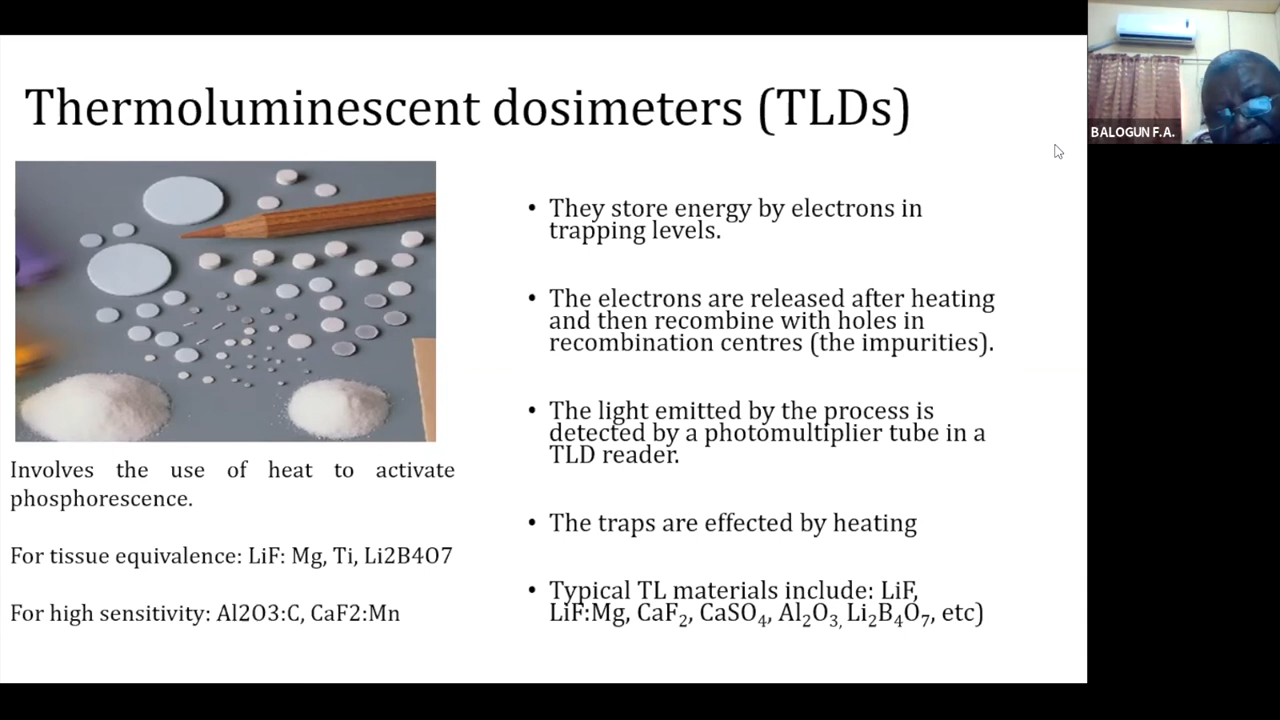 Thermoluminescent dosimeters (TLDs)
BALOGUN F.A.
Involves the use of heat to activate
phosphorescence.
For tissue equivalence: LiF: Mg, Ti, Li2B4O7
For high sensitivity: Al2O3:C, CaF2:Mn
• They store energy by electrons in
trapping levels.
• The electrons are released after heating
and then recombine with holes in
recombination centres (the impurities).
• The light emitted by the process is
detected by a photomultiplier tube in a
TLD reader.
• The traps are effected by heating
• Typical TL materials include: LiF,
LiF:Mg, CaF₂, CaSO₄, Al₂O₃, Li₂B₄O₇, etc)